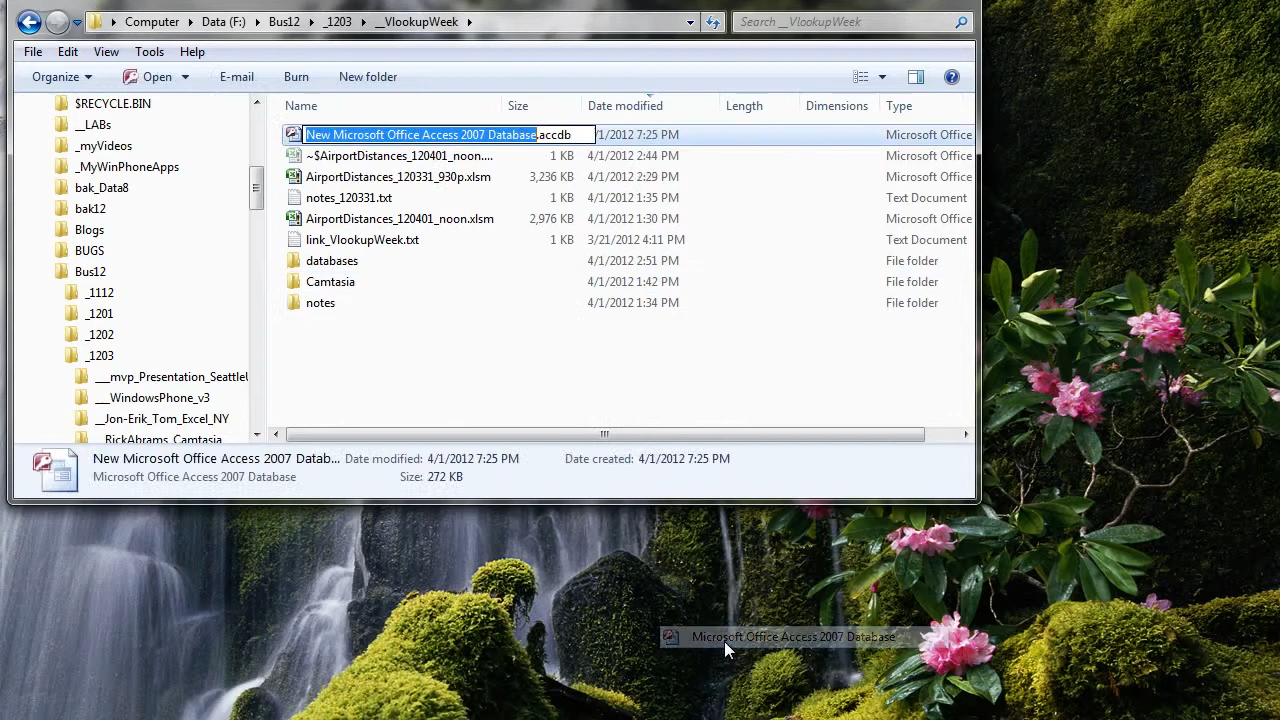 Computer Data (F:) Bus12 _1203 __VlookupWeek Search __VlookupWeek
File Edit View Tools Help
Organize Open E-mail Burn New folder
$RECYCLE.BIN
__LABs
_myVideos
_MyWinPhoneApps
bak_Data8
bak12
Blogs
BUGS
Bus12
_1112
_1201
_1202
_1203
___mvp_Presentation_SeattleU
___WindowsPhone_v3
__Jon-Erik_Tom_Excel_NY
RickAbrams_Camtasia
Name Size Date modified Length Dimensions Type
New Microsoft Office Access 2007 Database.accdb /1/2012 7:25 PM Microsoft Office
~$AirportDistances_120401_noon.... 1 KB 4/1/2012 2:44 PM Microsoft Office
AirportDistances_120331_930p.xlsm 3,236 KB 4/1/2012 2:29 PM Microsoft Office
notes_120331.txt 1 KB 4/1/2012 1:35 PM Text Document
AirportDistances_120401_noon.xlsm 2,976 KB 4/1/2012 1:30 PM Microsoft Office
link_VlookupWeek.txt 1 KB 3/21/2012 4:11 PM Text Document
databases 4/1/2012 2:51 PM File folder
Camtasia 4/1/2012 1:42 PM File folder
notes 4/1/2012 1:34 PM File folder
New Microsoft Office Access 2007 Datab... Date modified: 4/1/2012 7:25 PM Date created: 4/1/2012 7:25 PM
Microsoft Office Access 2007 Database Size: 272 KB
Microsoft Office Access 2007 Database